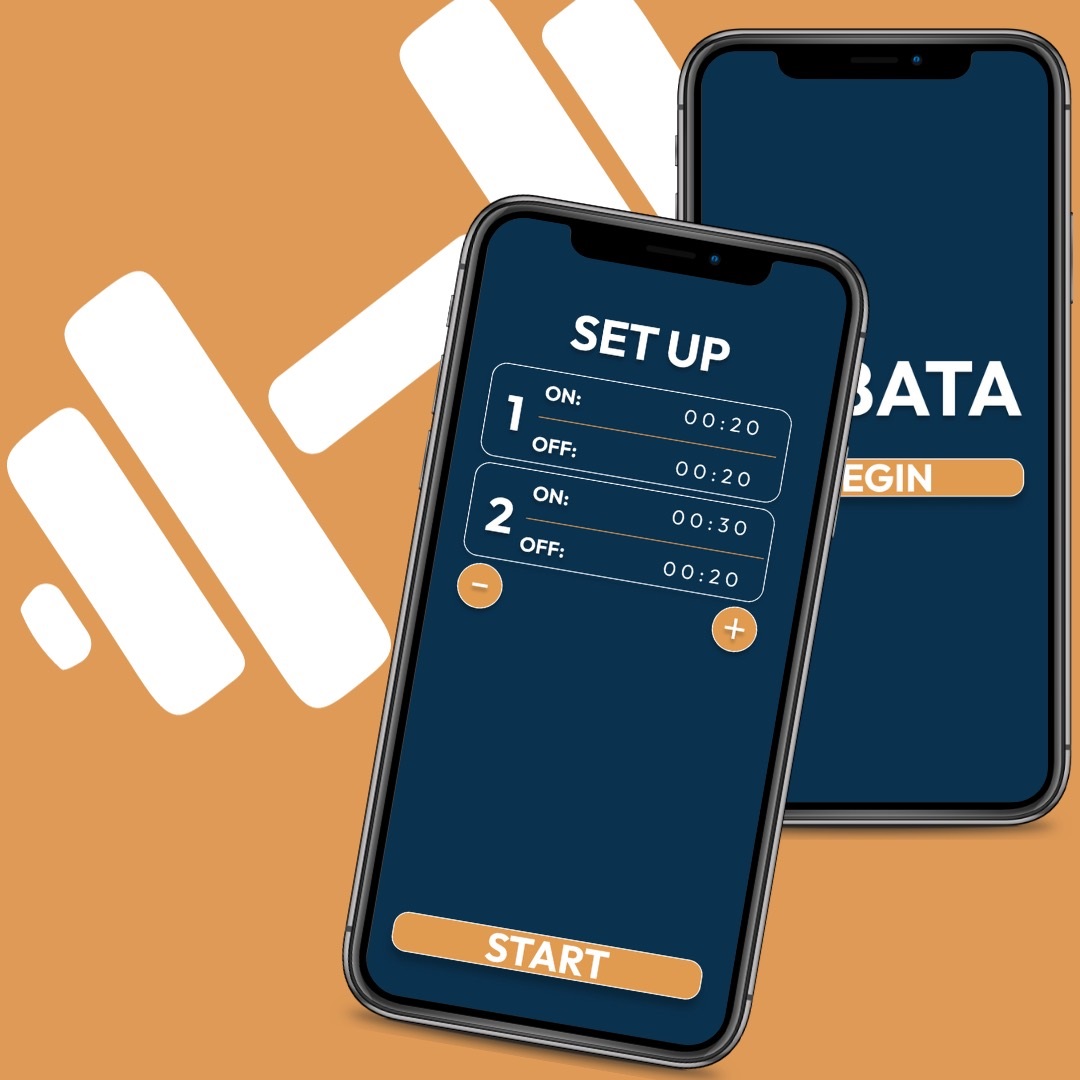 SET UP
1
ON:
00:20
OFF:
00:20
2
ON:
00:30
OFF:
00:20
−
+
START
BATA
EGIN